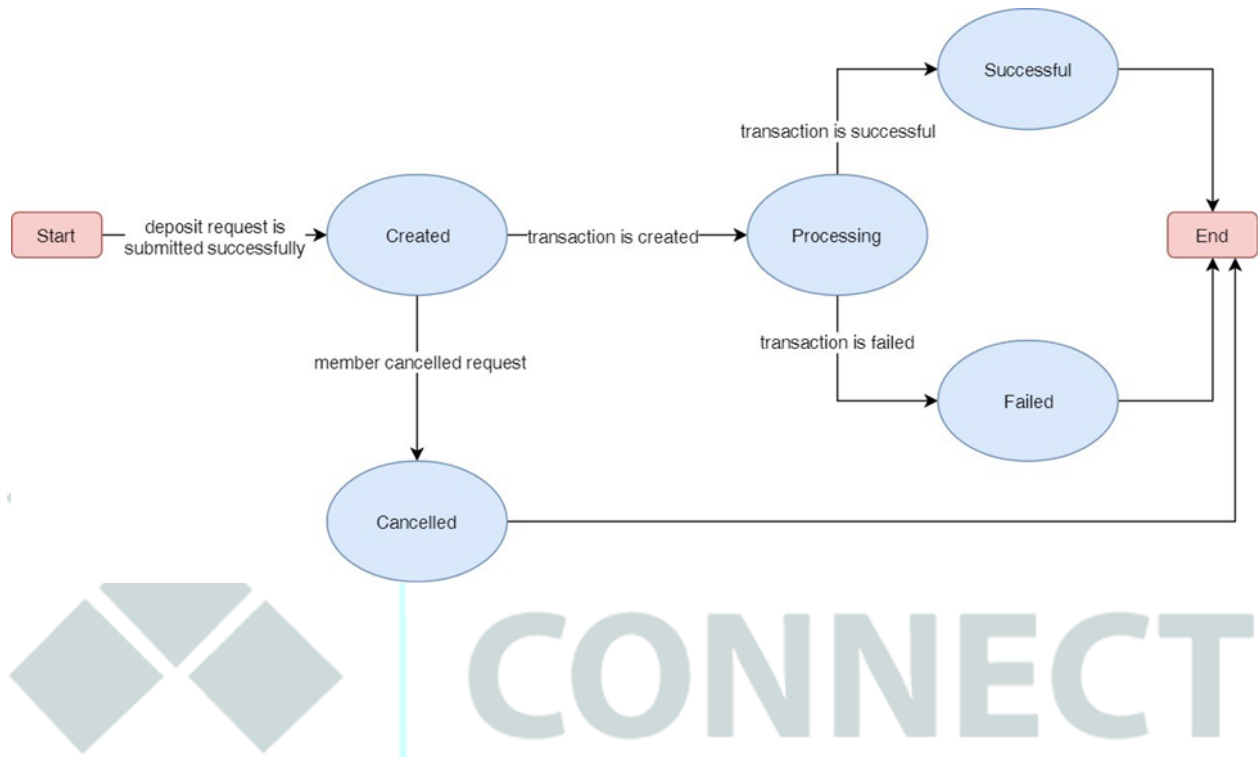 Successful
transaction is successful
Start
deposit request is
submitted successfully
Created
transaction is created
Processing
End
member cancelled request
transaction is failed
Failed
Cancelled
CONNECT